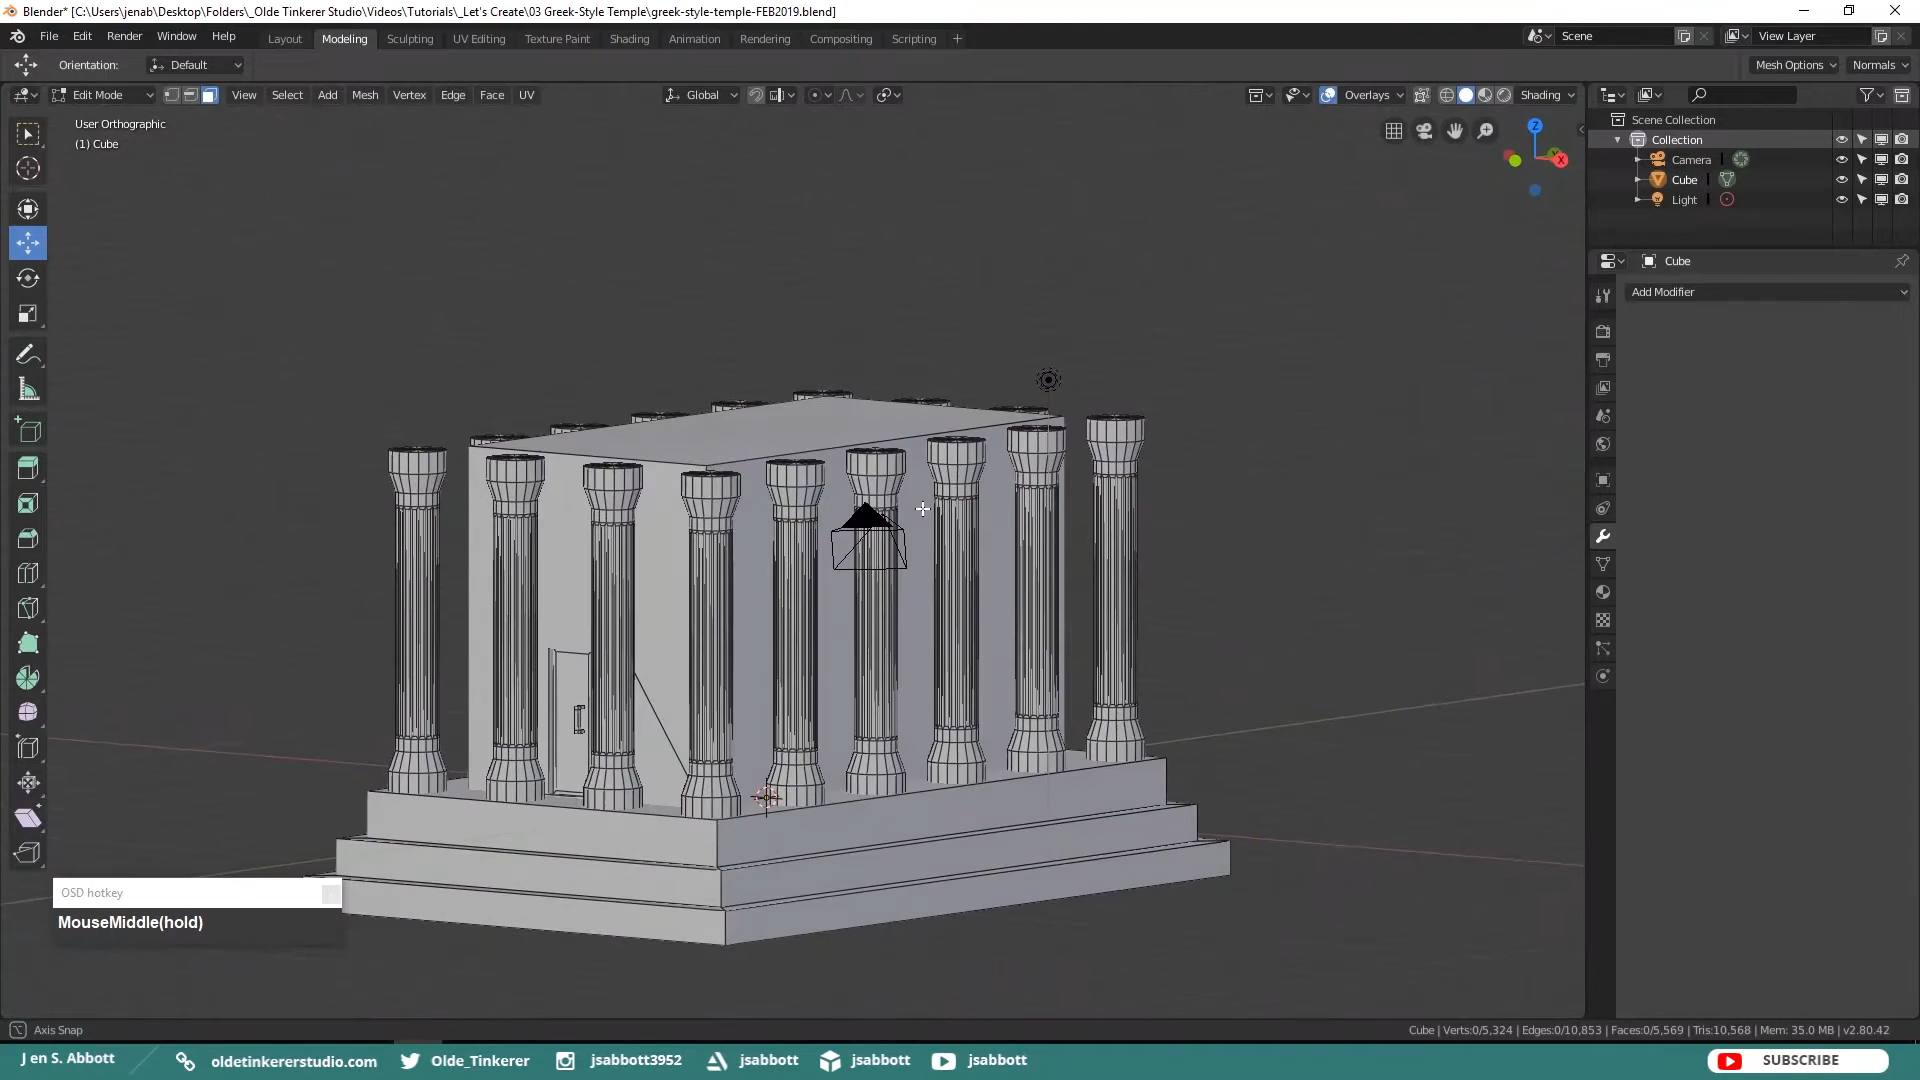 Blender* [C:\Users\jenab\Desktop\Folders\_Olde Tinkerer Studio\Videos\Tutorials\_Let's Create\03 Greek-Style Temple\greek-style-temple-FEB2019.blend]
File Edit Render Window Help Layout Modeling Sculpting UV Editing Texture Paint Shading Animation Rendering Compositing Scripting + Scene View Layer
Orientation: Default Mesh Options Normals
Edit Mode View Select Add Mesh Vertex Edge Face UV Global Overlays Shading
User Orthographic
(1) Cube
Z
X
Scene Collection
Collection
Camera
Cube
Light
Cube
Add Modifier
OSD hotkey
MouseMiddle(hold)
Axis Snap
Cube | Verts:0/5,324 | Edges:0/10,853 | Faces:0/5,569 | Tris:10,568 | Mem: 35.0 MB | v2.80.42
J en S. Abbott oldetinkererstudio.com Olde_Tinkerer jsabbott3952 jsabbott jsabbott jsabbott SUBSCRIBE